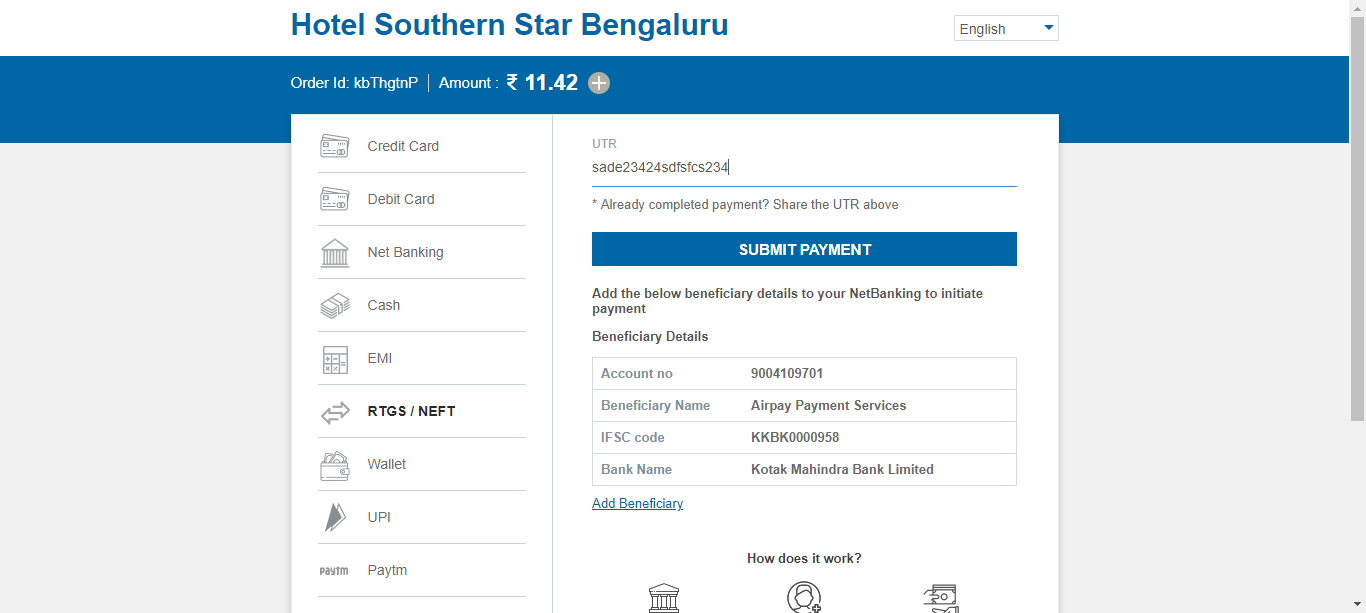 Hotel Southern Star Bengaluru
English
Order Id: kbThgtnP | Amount : ₹ 11.42
Credit Card
Debit Card
Net Banking
Cash
EMI
RTGS / NEFT
Wallet
UPI
paytm Paytm
UTR
sade23424sdfsfcs234
* Already completed payment? Share the UTR above
SUBMIT PAYMENT
Add the below beneficiary details to your NetBanking to initiate
payment
Beneficiary Details
Account no 9004109701
Beneficiary Name Airpay Payment Services
IFSC code KKBK0000958
Bank Name Kotak Mahindra Bank Limited
Add Beneficiary
How does it work?